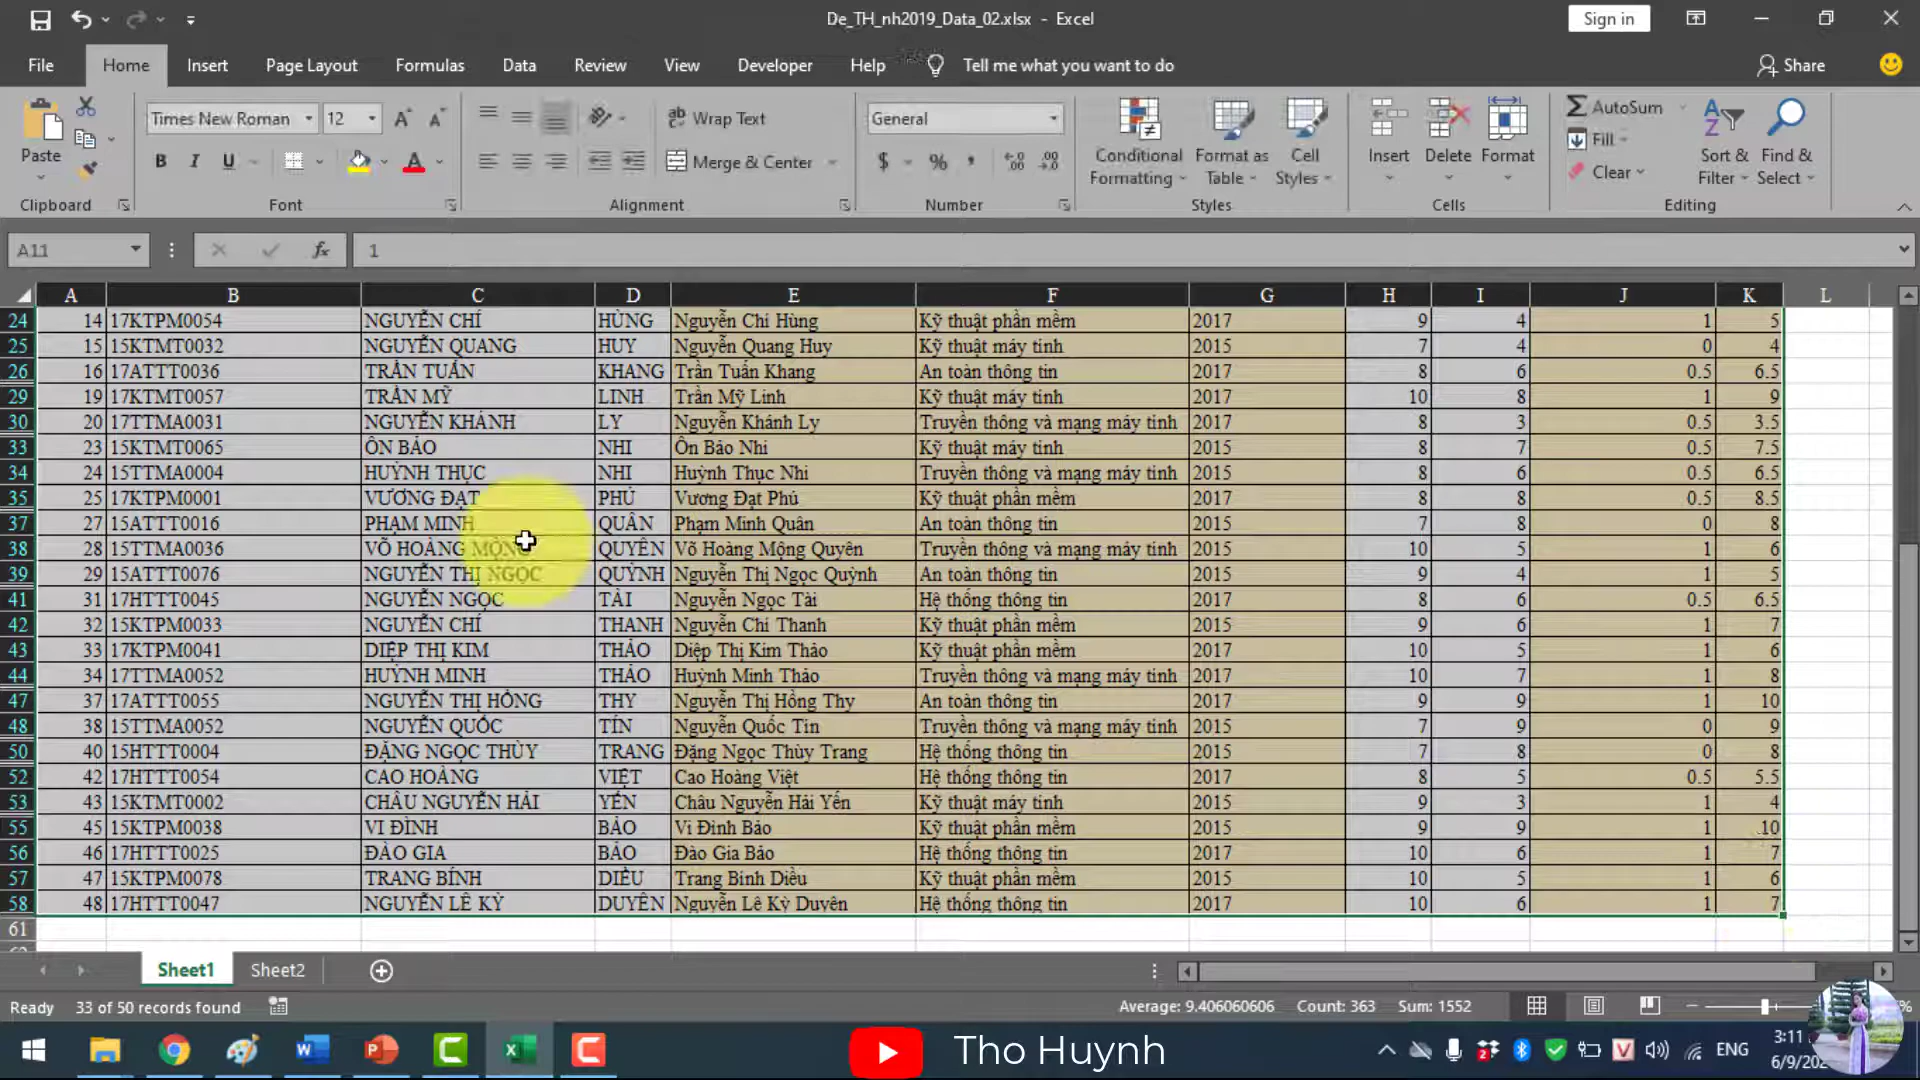 De_TH_nh2019_Data_02.xlsx - Excel
Sign in
File Home Insert Page Layout Formulas Data Review View Developer Help Tell me what you want to do Share
Paste
Times New Roman 12
B I U
Wrap Text
Merge & Center
General
$ %
Conditional Formatting
Format as Table
Cell Styles
Insert Delete Format
AutoSum
Fill
Clear
Sort & Filter
Find & Select
Clipboard Font Alignment Number Styles Cells Editing
A11 fx 1
A B C D E F G H I J K L
24 14 17KTPM0054 NGUYỄN CHÍ HÙNG Nguyễn Chí Hùng Kỹ thuật phần mềm 2017 9 4 1 5
25 15 15KTMT0032 NGUYỄN QUANG HUY Nguyễn Quang Huy Kỹ thuật máy tính 2015 7 4 0 4
26 16 17ATTT0036 TRẦN TUẤN KHANG Trần Tuấn Khang An toàn thông tin 2017 8 6 0.5 6.5
29 19 17KTMT0057 TRẦN MỸ LINH Trần Mỹ Linh Kỹ thuật máy tính 2017 10 8 1 9
30 20 17TTMA0031 NGUYỄN KHÁNH LY Nguyễn Khánh Ly Truyền thông và mạng máy tính 2017 8 3 0.5 3.5
33 23 15KTMT0065 ÔN BẢO NHI Ôn Bảo Nhi Kỹ thuật máy tính 2015 8 7 0.5 7.5
34 24 15TTMA0004 HUỲNH THỤC NHI Huỳnh Thục Nhi Truyền thông và mạng máy tính 2015 8 6 0.5 6.5
35 25 17KTPM0001 VƯƠNG ĐẠT PHÚ Vương Đạt Phú Kỹ thuật phần mềm 2017 8 8 0.5 8.5
37 27 15ATTT0016 PHẠM MINH QUÂN Phạm Minh Quân An toàn thông tin 2015 7 8 0 8
38 28 15TTMA0036 VÕ HOÀNG MỘNG QUYÊN Võ Hoàng Mộng Quyên Truyền thông và mạng máy tính 2015 10 5 1 6
39 29 15ATTT0076 NGUYỄN THỊ NGỌC QUỲNH Nguyễn Thị Ngọc Quỳnh An toàn thông tin 2015 9 4 1 5
41 31 17HTTT0045 NGUYỄN NGỌC TÀI Nguyễn Ngọc Tài Hệ thống thông tin 2017 8 6 0.5 6.5
42 32 15KTPM0033 NGUYỄN CHÍ THANH Nguyễn Chí Thanh Kỹ thuật phần mềm 2015 9 6 1 7
43 33 17KTPM0041 DIỆP THỊ KIM THẢO Diệp Thị Kim Thảo Kỹ thuật phần mềm 2017 10 5 1 6
44 34 17TTMA0052 HUỲNH MINH THẢO Huỳnh Minh Thảo Truyền thông và mạng máy tính 2017 10 7 1 8
47 37 17ATTT0055 NGUYỄN THỊ HỒNG THY Nguyễn Thị Hồng Thy An toàn thông tin 2017 9 9 1 10
48 38 15TTMA0052 NGUYỄN QUỐC TÍN Nguyễn Quốc Tín Truyền thông và mạng máy tính 2015 7 9 0 9
50 40 15HTTT0004 ĐẶNG NGỌC THÙY TRANG Đặng Ngọc Thùy Trang Hệ thống thông tin 2015 7 8 0 8
52 42 17HTTT0054 CAO HOÀNG VIỆT Cao Hoàng Việt Hệ thống thông tin 2017 8 5 0.5 5.5
53 43 15KTMT0002 CHÂU NGUYỄN HẢI YẾN Châu Nguyễn Hải Yến Kỹ thuật máy tính 2015 9 3 1 4
55 45 15KTPM0038 VI ĐÌNH BẢO Vi Đình Bảo Kỹ thuật phần mềm 2015 9 9 1 10
56 46 17HTTT0025 ĐÀO GIA BẢO Đào Gia Bảo Hệ thống thông tin 2017 10 6 1 7
57 47 15KTPM0078 TRANG BÍNH DIỀU Trang Bính Diều Kỹ thuật phần mềm 2015 10 5 1 6
58 48 17HTTT0047 NGUYỄN LÊ KỲ DUYÊN Nguyễn Lê Kỳ Duyên Hệ thống thông tin 2017 10 6 1 7
61
Sheet1 Sheet2
Ready 33 of 50 records found Average: 9.406060606 Count: 363 Sum: 1552
Tho Huynh
ENG
3:11